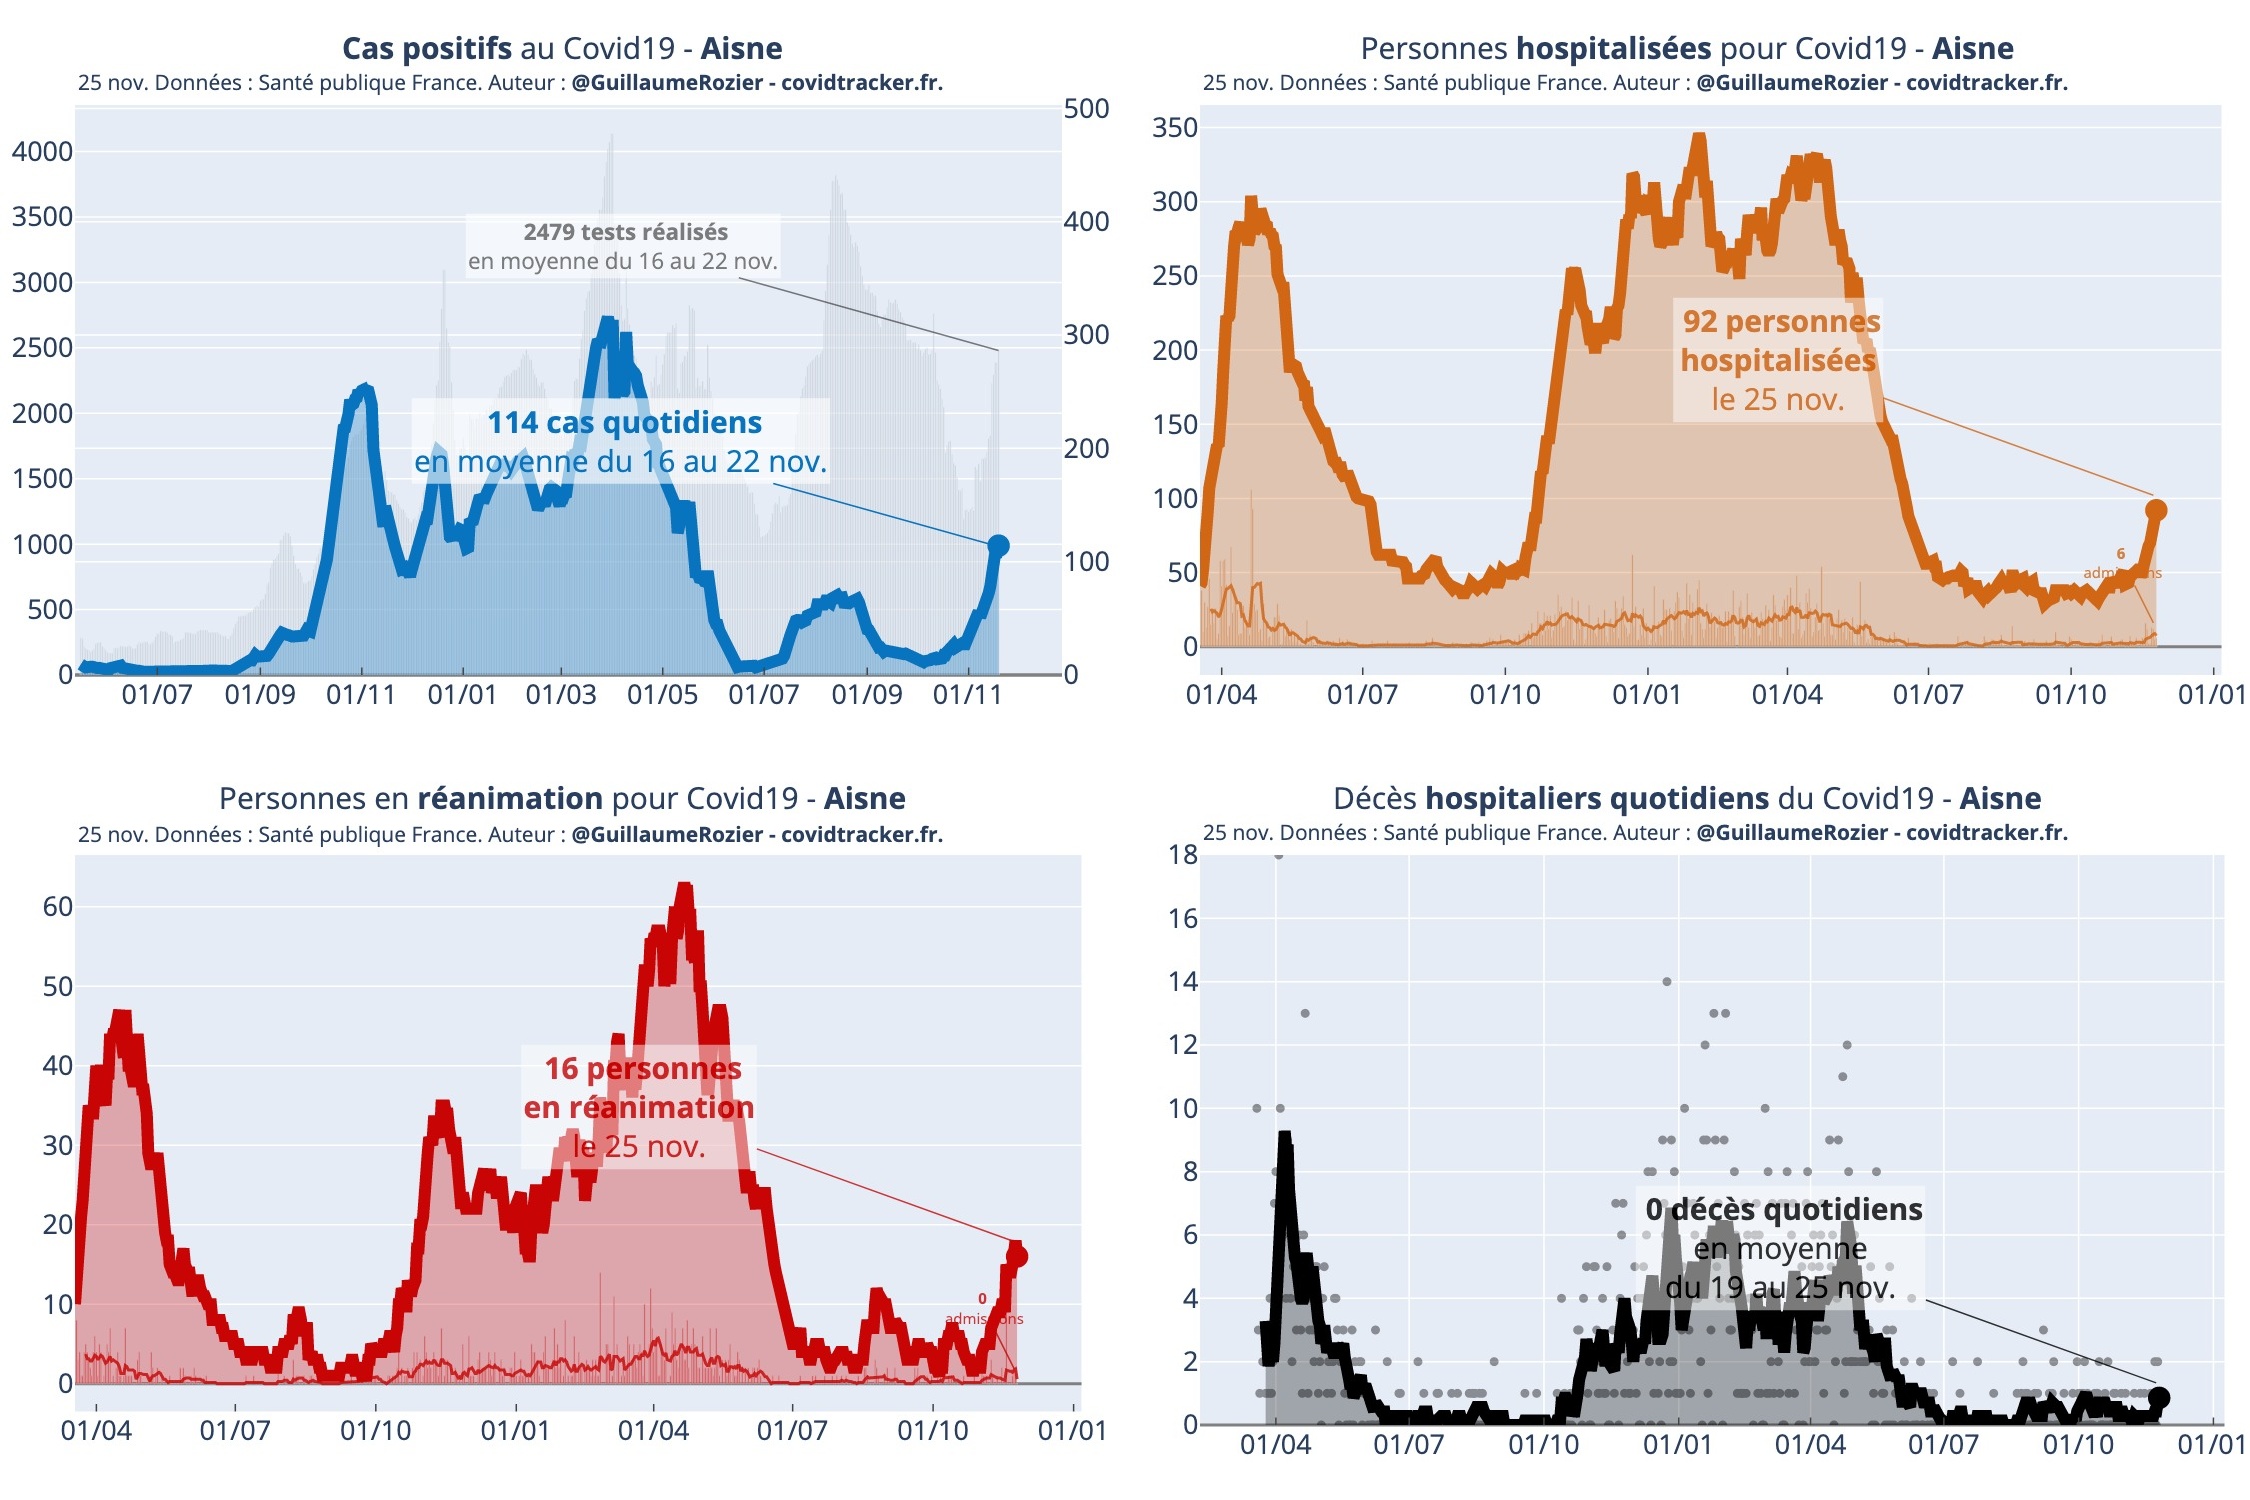 Cas positifs au Covid19 - Aisne
25 nov. Données : Santé publique France. Auteur : @GuillaumeRozier - covidtracker.fr.
500
4000
3500
400
2479 tests réalisés
en moyenne du 16 au 22 nov.
3000
2500
300
2000
114 cas quotidiens
en moyenne du 16 au 22 nov.
200
1500
1000
100
500
0
0
01/07 01/09 01/11 01/01 01/03 01/05 01/07 01/09 01/11
Personnes hospitalisées pour Covid19 - Aisne
25 nov. Données : Santé publique France. Auteur : @GuillaumeRozier - covidtracker.fr.
350
300
250
92 personnes
hospitalisées
le 25 nov.
200
150
100
6
admissions
50
0
01/04 01/07 01/10 01/01 01/04 01/07 01/10 01/01
Personnes en réanimation pour Covid19 - Aisne
25 nov. Données : Santé publique France. Auteur : @GuillaumeRozier - covidtracker.fr.
60
50
40
16 personnes
en réanimation
le 25 nov.
30
20
10
0
admissions
0
01/04 01/07 01/10 01/01 01/04 01/07 01/10 01/01
Décès hospitaliers quotidiens du Covid19 - Aisne
25 nov. Données : Santé publique France. Auteur : @GuillaumeRozier - covidtracker.fr.
18
16
14
12
10
8
0 décès quotidiens
en moyenne
du 19 au 25 nov.
6
4
2
0
01/04 01/07 01/10 01/01 01/04 01/07 01/10 01/01